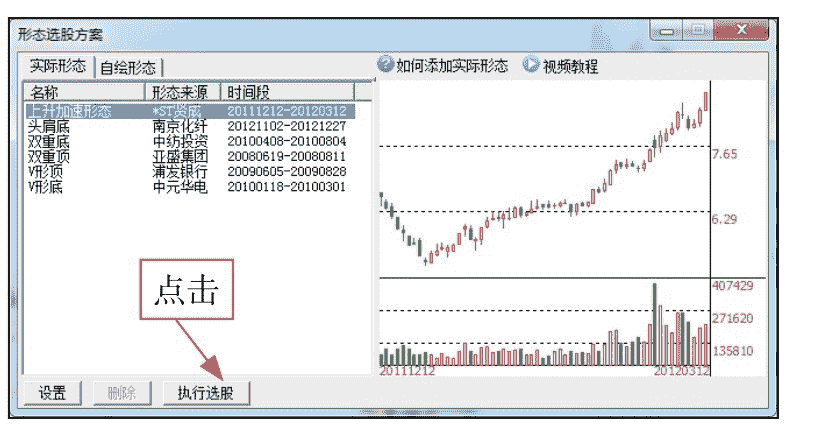 形态选股方案
实际形态 自绘形态 如何添加实际形态 视频教程
名称 形态来源 时间段
上升加速形态 *ST贤成 20111212-20120312
头肩底 南京化纤 20121102-20121227
双重底 中纺投资 20100408-20100804
双重顶 亚盛集团 20080619-20080811
V形顶 浦发银行 20090605-20090828
V形底 中元华电 20100118-20100301
7.65
6.29
点击
407429
271620
135810
20111212 20120312
设置 删除 执行选股